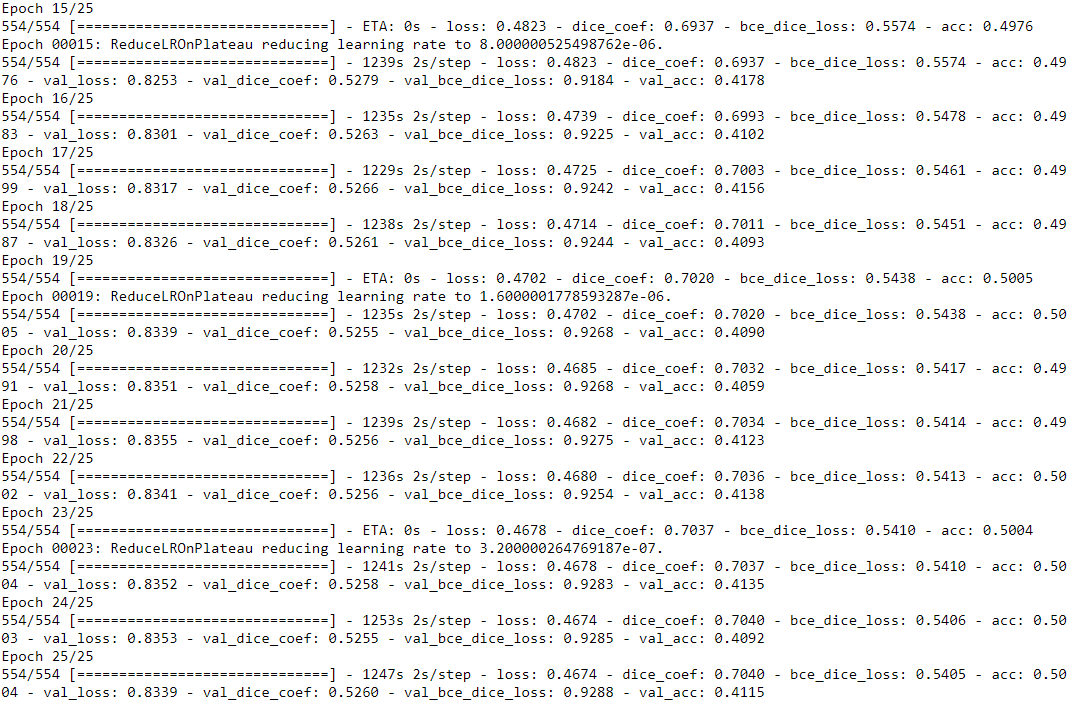 Epoch 15/25
554/554 [==============================] - ETA: 0s - loss: 0.4823 - dice_coef: 0.6937 - bce_dice_loss: 0.5574 - acc: 0.4976
Epoch 00015: ReduceLROnPlateau reducing learning rate to 8.000000525498762e-06.
554/554 [==============================] - 1239s 2s/step - loss: 0.4823 - dice_coef: 0.6937 - bce_dice_loss: 0.5574 - acc: 0.49
76 - val_loss: 0.8253 - val_dice_coef: 0.5279 - val_bce_dice_loss: 0.9184 - val_acc: 0.4178
Epoch 16/25
554/554 [==============================] - 1235s 2s/step - loss: 0.4739 - dice_coef: 0.6993 - bce_dice_loss: 0.5478 - acc: 0.49
83 - val_loss: 0.8301 - val_dice_coef: 0.5263 - val_bce_dice_loss: 0.9225 - val_acc: 0.4102
Epoch 17/25
554/554 [==============================] - 1229s 2s/step - loss: 0.4725 - dice_coef: 0.7003 - bce_dice_loss: 0.5461 - acc: 0.49
99 - val_loss: 0.8317 - val_dice_coef: 0.5266 - val_bce_dice_loss: 0.9242 - val_acc: 0.4156
Epoch 18/25
554/554 [==============================] - 1238s 2s/step - loss: 0.4714 - dice_coef: 0.7011 - bce_dice_loss: 0.5451 - acc: 0.49
87 - val_loss: 0.8326 - val_dice_coef: 0.5261 - val_bce_dice_loss: 0.9244 - val_acc: 0.4093
Epoch 19/25
554/554 [==============================] - ETA: 0s - loss: 0.4702 - dice_coef: 0.7020 - bce_dice_loss: 0.5438 - acc: 0.5005
Epoch 00019: ReduceLROnPlateau reducing learning rate to 1.6000001778593287e-06.
554/554 [==============================] - 1235s 2s/step - loss: 0.4702 - dice_coef: 0.7020 - bce_dice_loss: 0.5438 - acc: 0.50
05 - val_loss: 0.8339 - val_dice_coef: 0.5255 - val_bce_dice_loss: 0.9268 - val_acc: 0.4090
Epoch 20/25
554/554 [==============================] - 1232s 2s/step - loss: 0.4685 - dice_coef: 0.7032 - bce_dice_loss: 0.5417 - acc: 0.49
91 - val_loss: 0.8351 - val_dice_coef: 0.5258 - val_bce_dice_loss: 0.9268 - val_acc: 0.4059
Epoch 21/25
554/554 [==============================] - 1239s 2s/step - loss: 0.4682 - dice_coef: 0.7034 - bce_dice_loss: 0.5414 - acc: 0.49
98 - val_loss: 0.8355 - val_dice_coef: 0.5256 - val_bce_dice_loss: 0.9275 - val_acc: 0.4123
Epoch 22/25
554/554 [==============================] - 1236s 2s/step - loss: 0.4680 - dice_coef: 0.7036 - bce_dice_loss: 0.5413 - acc: 0.50
02 - val_loss: 0.8341 - val_dice_coef: 0.5256 - val_bce_dice_loss: 0.9254 - val_acc: 0.4138
Epoch 23/25
554/554 [==============================] - ETA: 0s - loss: 0.4678 - dice_coef: 0.7037 - bce_dice_loss: 0.5410 - acc: 0.5004
Epoch 00023: ReduceLROnPlateau reducing learning rate to 3.200000264769187e-07.
554/554 [==============================] - 1241s 2s/step - loss: 0.4678 - dice_coef: 0.7037 - bce_dice_loss: 0.5410 - acc: 0.50
04 - val_loss: 0.8352 - val_dice_coef: 0.5258 - val_bce_dice_loss: 0.9283 - val_acc: 0.4135
Epoch 24/25
554/554 [==============================] - 1253s 2s/step - loss: 0.4674 - dice_coef: 0.7040 - bce_dice_loss: 0.5406 - acc: 0.50
03 - val_loss: 0.8353 - val_dice_coef: 0.5255 - val_bce_dice_loss: 0.9285 - val_acc: 0.4092
Epoch 25/25
554/554 [==============================] - 1247s 2s/step - loss: 0.4674 - dice_coef: 0.7040 - bce_dice_loss: 0.5405 - acc: 0.50
04 - val_loss: 0.8339 - val_dice_coef: 0.5260 - val_bce_dice_loss: 0.9288 - val_acc: 0.4115